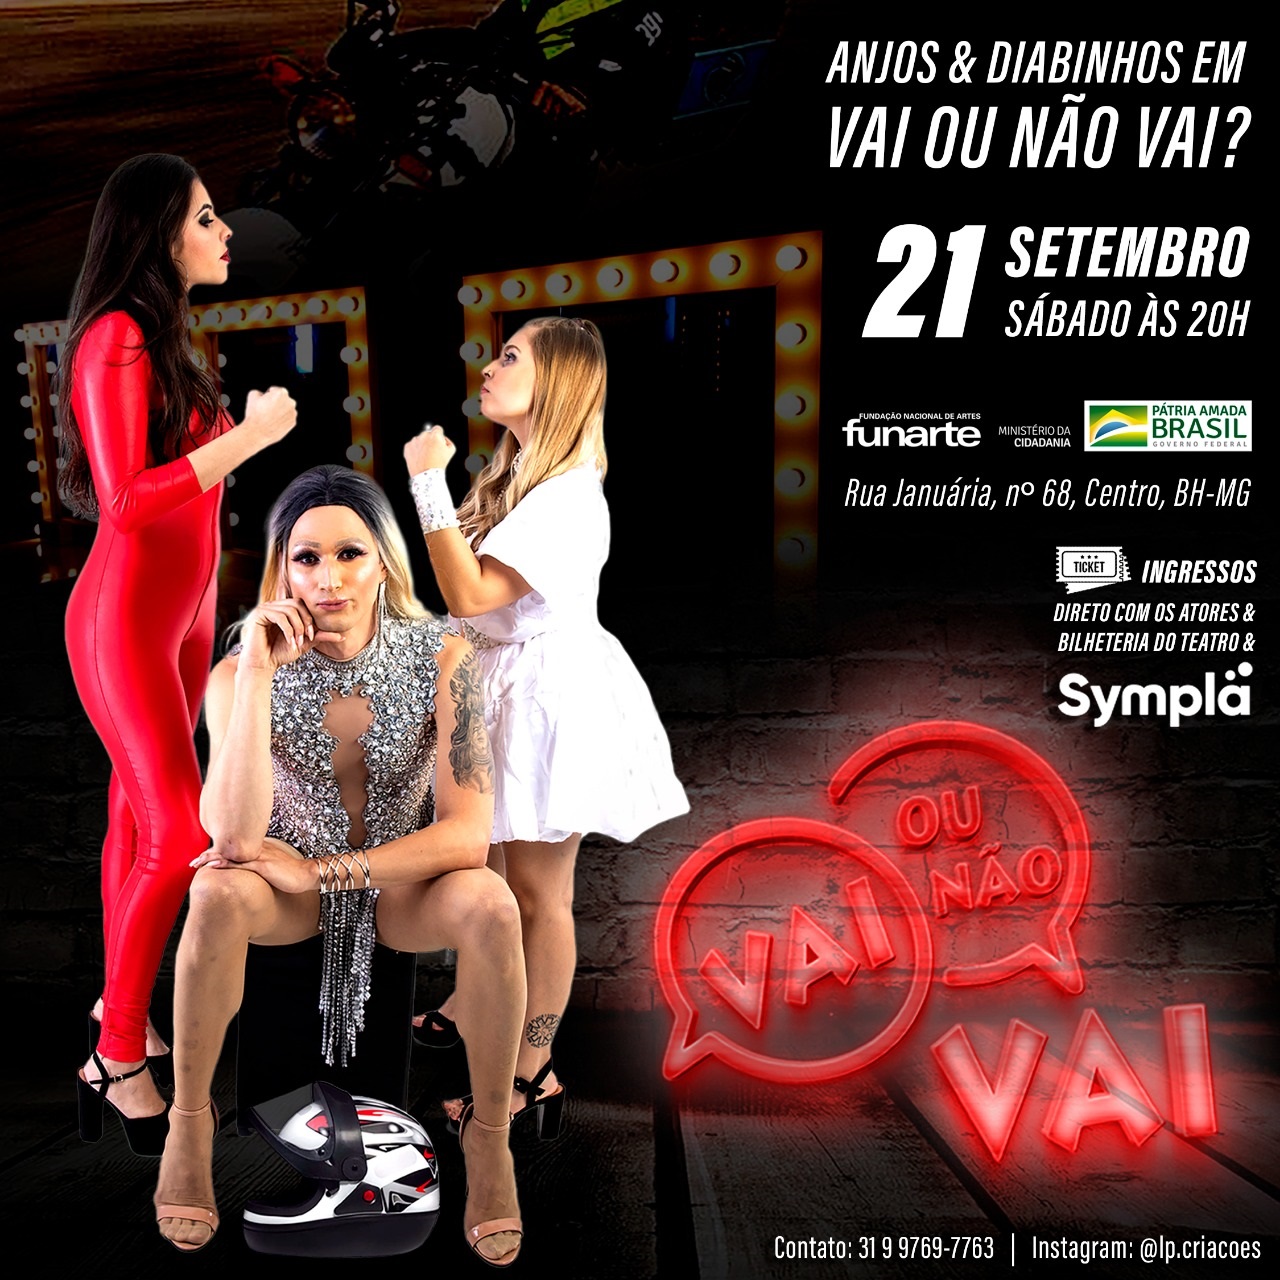 391
ANJOS & DIABINHOS EM
VAI OU NÃO VAI?
21 SETEMBRO
SÁBADO ÀS 20H
FUNDAÇÃO NACIONAL DE ARTES
funarte
MINISTÉRIO DA
CIDADANIA
PÁTRIA AMADA
BRASIL
GOVERNO FEDERAL
Rua Januária, nº 68, Centro, BH-MG
TICKET INGRESSOS
DIRETO COM OS ATORES &
BILHETERIA DO TEATRO &
Symplä
OU
NÃO
VAI
VAI
Contato: 31 9 9769-7763 | Instagram: @lp.criacoes